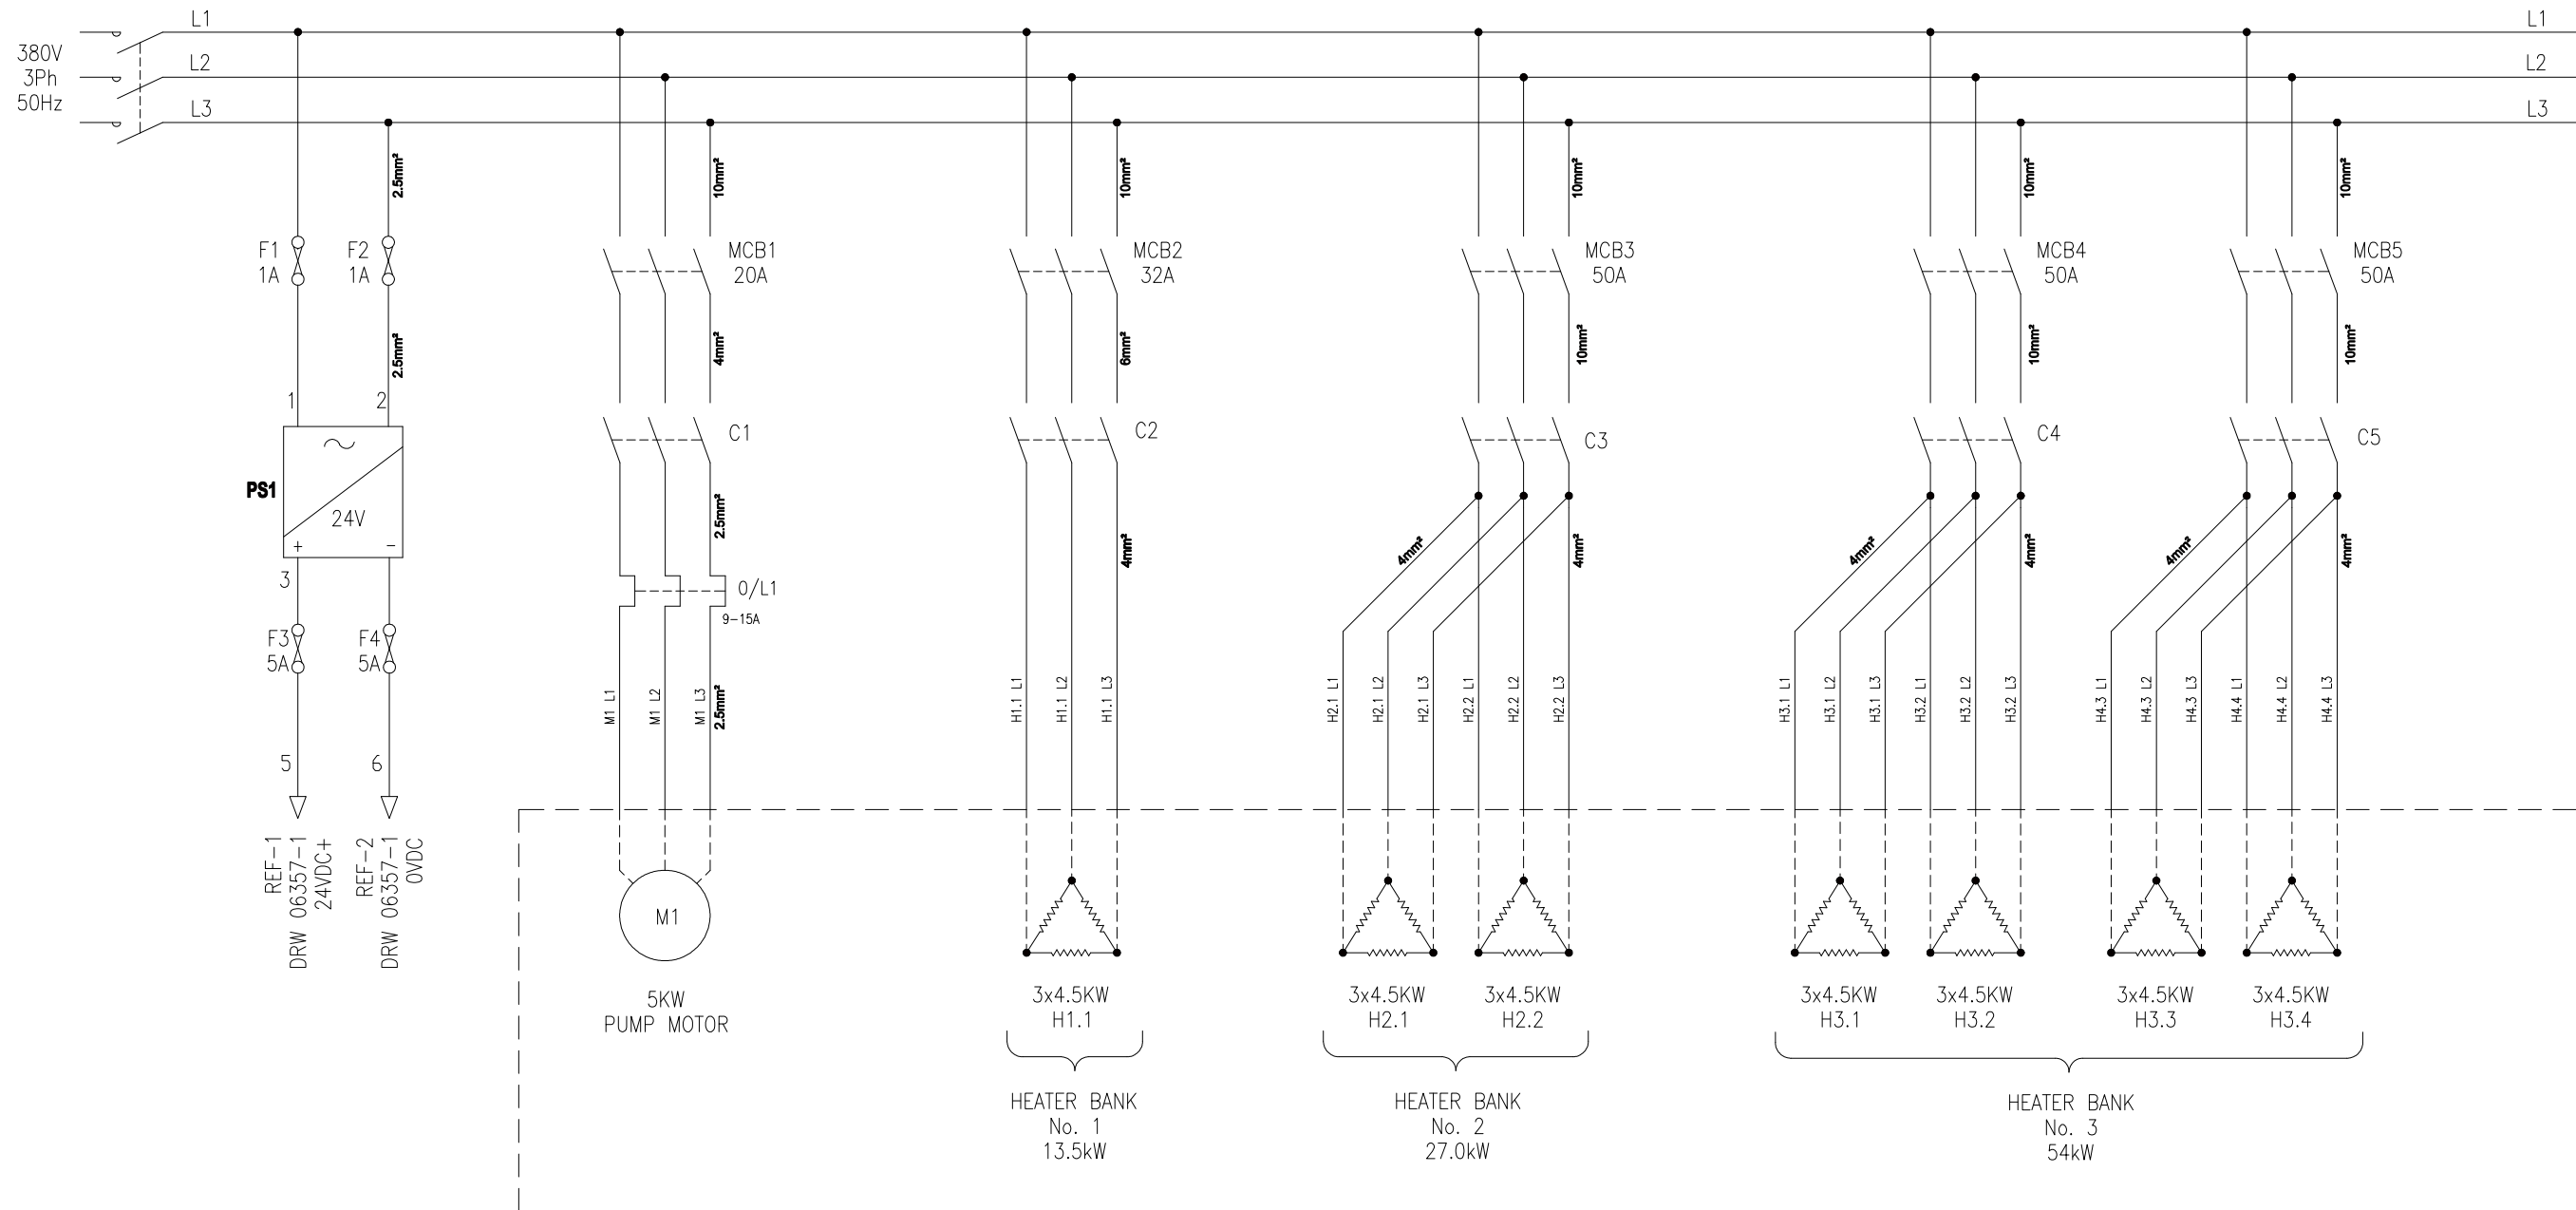 L1
L1
380V
3Ph
50Hz
L2
L2
L3
L3
2.5mm²
10mm²
10mm²
10mm²
10mm²
10mm²
F1
1A
F2
1A
MCB1
20A
MCB2
32A
MCB3
50A
MCB4
50A
MCB5
50A
2.5mm²
4mm²
6mm²
10mm²
10mm²
10mm²
1
2
C1
C2
C3
C4
C5
PS1
24V
+
-
2.5mm²
4mm²
4mm²
4mm²
4mm²
4mm²
4mm²
4mm²
3
O/L1
9-15A
F3
5A
F4
5A
M1 L1
M1 L2
M1 L3
2.5mm²
H1.1 L1
H1.1 L2
H1.1 L3
H2.1 L1
H2.1 L2
H2.1 L3
H2.2 L1
H2.2 L2
H2.2 L3
H3.1 L1
H3.1 L2
H3.1 L3
H3.2 L1
H3.2 L2
H3.2 L3
H4.3 L1
H4.3 L2
H4.3 L3
H4.4 L1
H4.4 L2
H4.4 L3
5
6
REF-1
DRW 06357-1
24VDC+
REF-2
DRW 06357-1
0VDC
M1
5KW
PUMP MOTOR
3x4.5KW
H1.1
3x4.5KW
H2.1
3x4.5KW
H2.2
3x4.5KW
H3.1
3x4.5KW
H3.2
3x4.5KW
H3.3
3x4.5KW
H3.4
HEATER BANK
No. 1
13.5kW
HEATER BANK
No. 2
27.0kW
HEATER BANK
No. 3
54kW